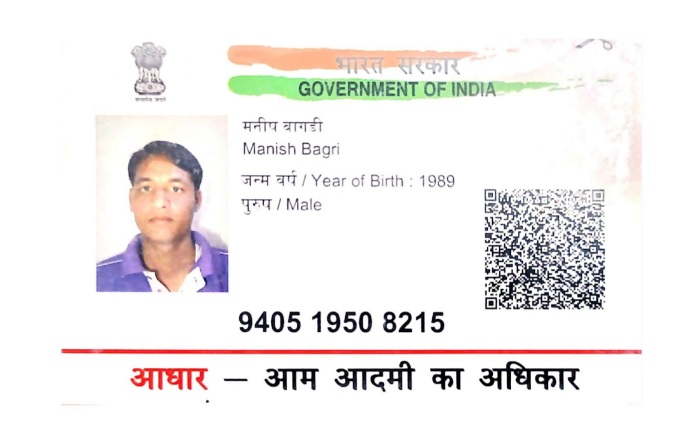 सत्यमेव जयते
भारत सरकार
GOVERNMENT OF INDIA
मनीष बागडी
Manish Bagri
जन्म वर्ष / Year of Birth : 1989
पुरुष / Male
9405 1950 8215
आधार – आम आदमी का अधिकार